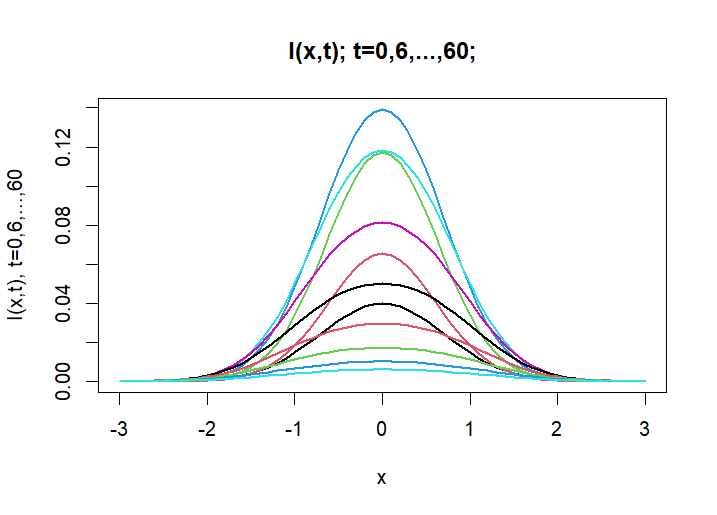 I(x,t); t=0,6,...,60;
I(x,t), t=0,6,...,60
0.12
0.08
0.04
0.00
-3 -2 -1 0 1 2 3
x